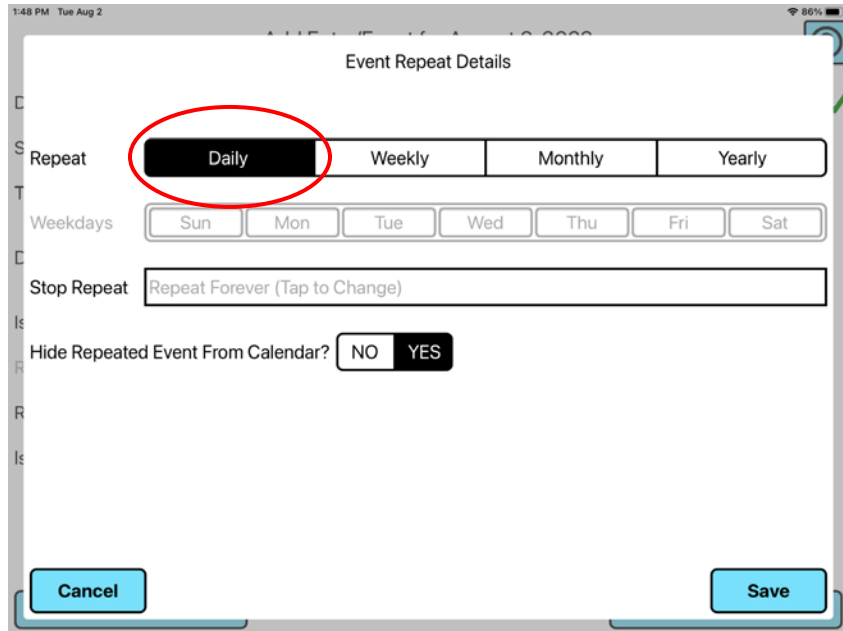 1:48 PM Tue Aug 2 86%
Event Repeat Details
Repeat Daily Weekly Monthly Yearly
Weekdays Sun Mon Tue Wed Thu Fri Sat
Stop Repeat Repeat Forever (Tap to Change)
Hide Repeated Event From Calendar? NO YES
Cancel Save